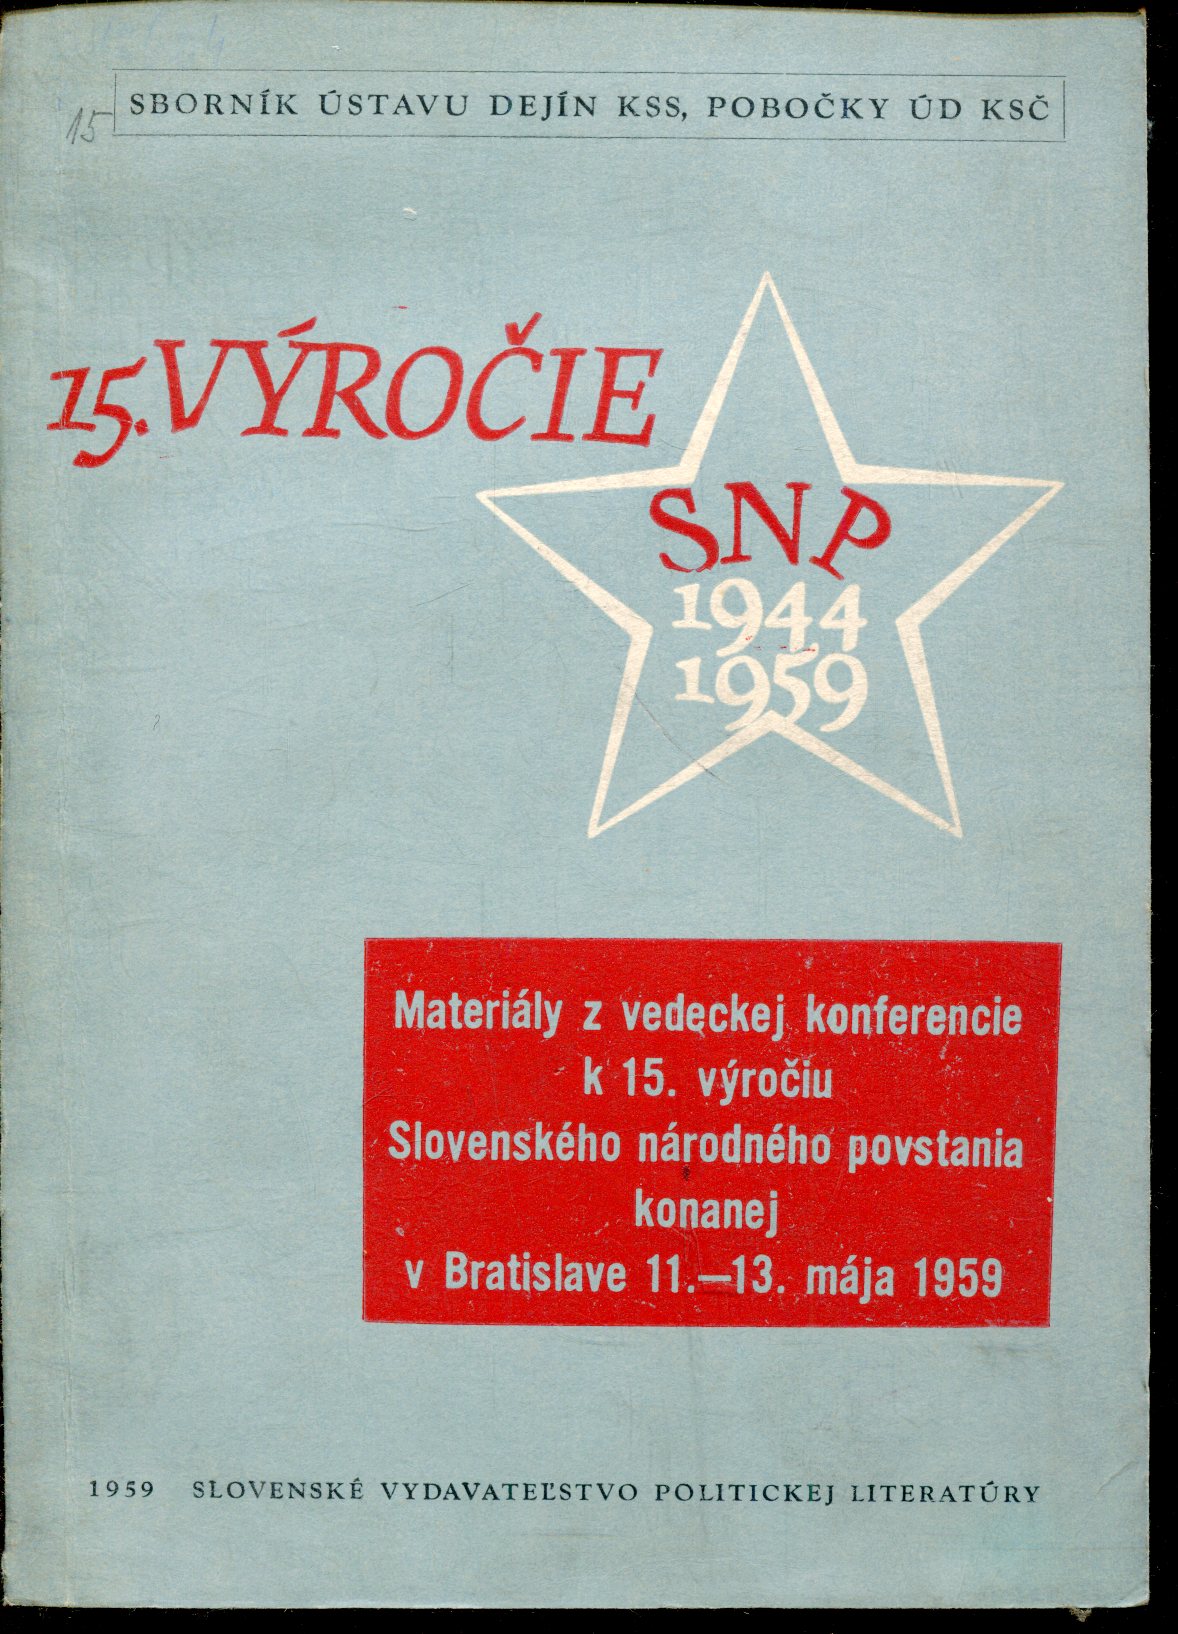 SBORNÍK ÚSTAVU DEJÍN KSS, POBOČKY ÚD KSČ
15
15. VÝROČIE
SNP
1944
1959
Materiály z vedeckej konferencie
k 15. výročiu
Slovenského národného povstania
konanej
v Bratislave 11.—13. mája 1959
1959 SLOVENSKÉ VYDAVATEĽSTVO POLITICKEJ LITERATÚRY